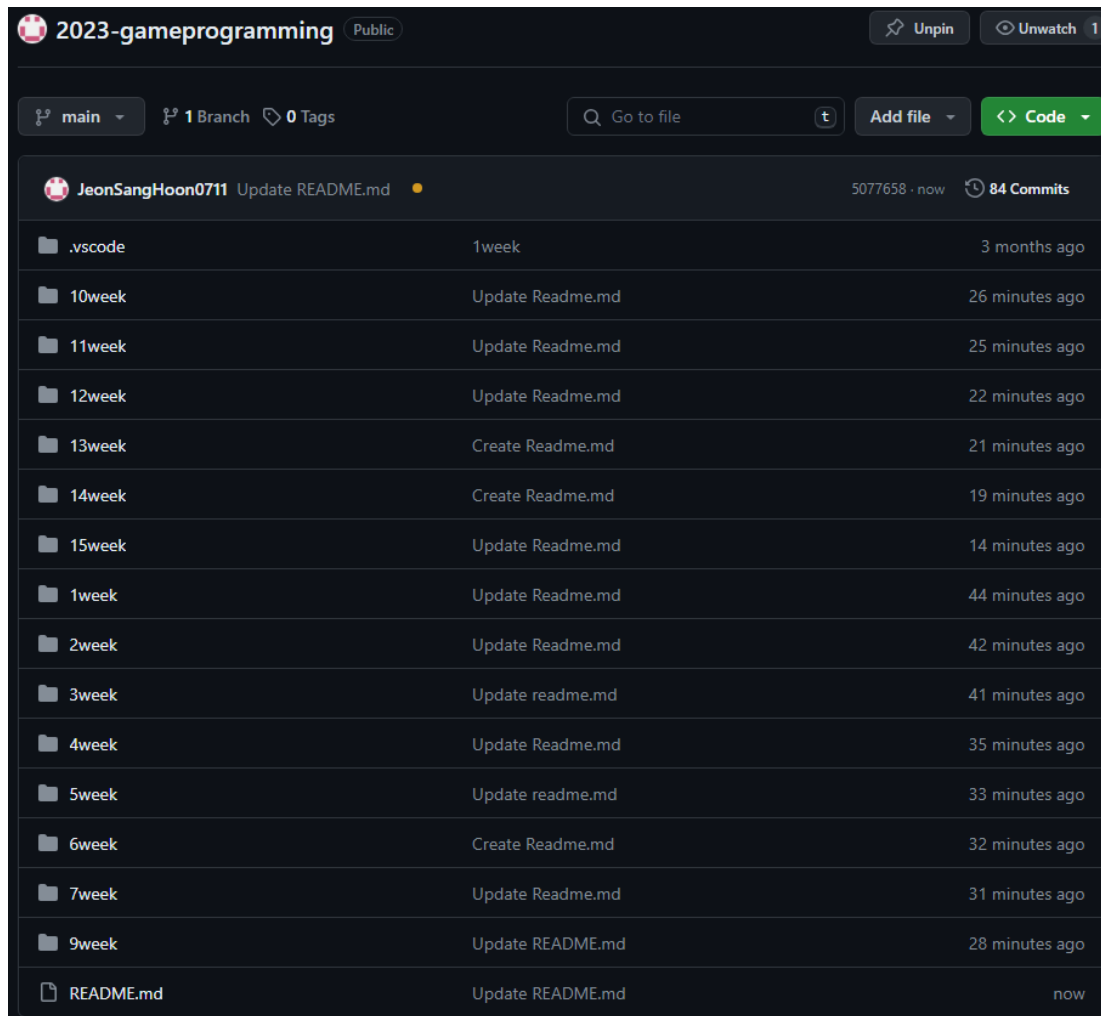 2023-gameprogramming Public Unpin Unwatch 1
main 1 Branch 0 Tags Go to file t Add file <> Code
JeonSangHoon0711 Update README.md 5077658 · now 84 Commits
.vscode 1week 3 months ago
10week Update Readme.md 26 minutes ago
11week Update Readme.md 25 minutes ago
12week Update Readme.md 22 minutes ago
13week Create Readme.md 21 minutes ago
14week Create Readme.md 19 minutes ago
15week Update Readme.md 14 minutes ago
1week Update Readme.md 44 minutes ago
2week Update Readme.md 42 minutes ago
3week Update readme.md 41 minutes ago
4week Update Readme.md 35 minutes ago
5week Update readme.md 33 minutes ago
6week Create Readme.md 32 minutes ago
7week Update Readme.md 31 minutes ago
9week Update README.md 28 minutes ago
README.md Update README.md now